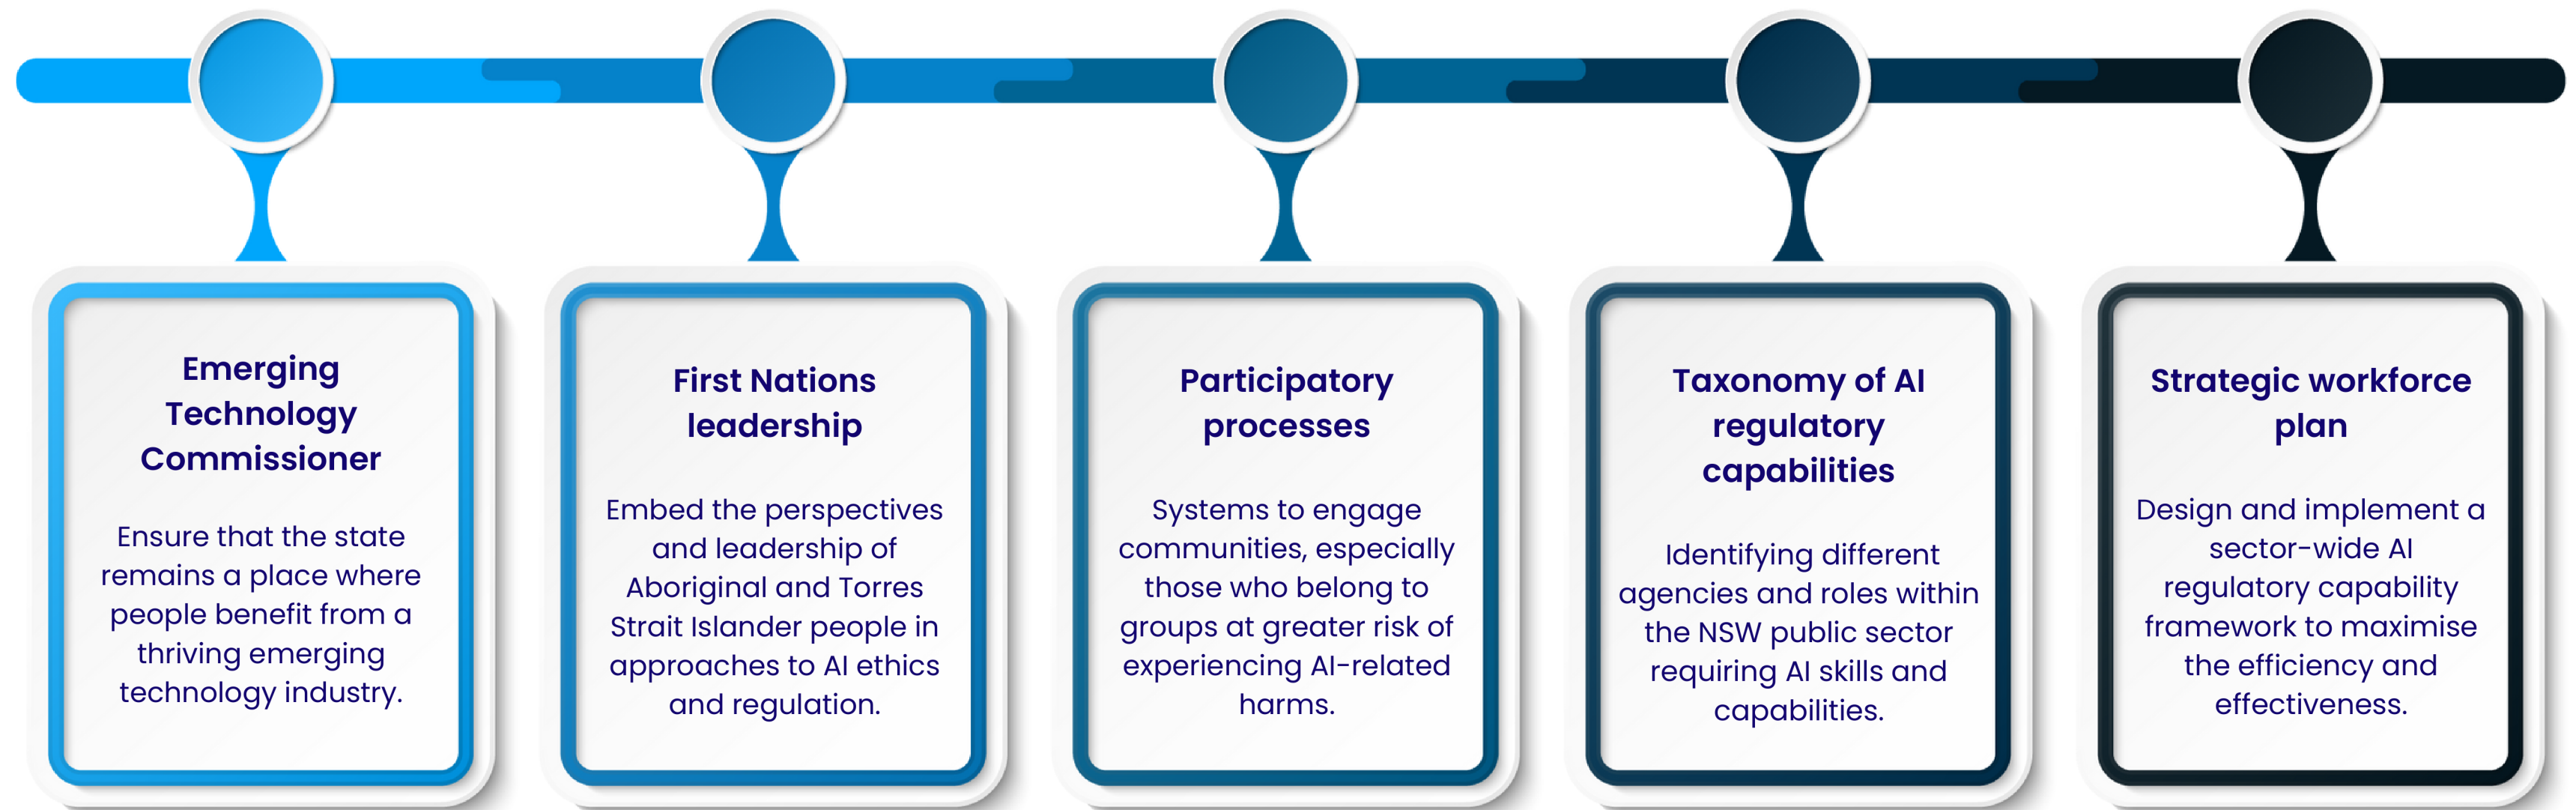 Emerging
Technology
Commissioner
Ensure that the state
remains a place where
people benefit from a
thriving emerging
technology industry.
First Nations
leadership
Embed the perspectives
and leadership of
Aboriginal and Torres
Strait Islander people in
approaches to AI ethics
and regulation.
Participatory
processes
Systems to engage
communities, especially
those who belong to
groups at greater risk of
experiencing AI-related
harms.
Taxonomy of AI
regulatory
capabilities
Identifying different
agencies and roles within
the NSW public sector
requiring AI skills and
capabilities.
Strategic workforce
plan
Design and implement a
sector-wide AI
regulatory capability
framework to maximise
the efficiency and
effectiveness.